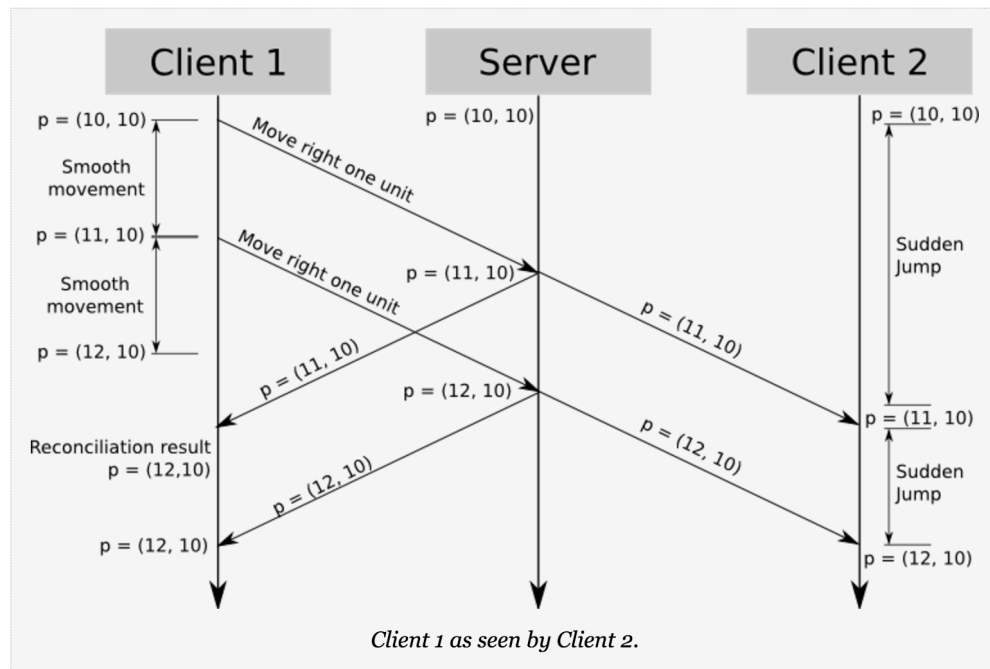 Client 1
Server
Client 2
p = (10, 10)
p = (10, 10)
p = (10, 10)
Move right one unit
Smooth
movement
p = (11, 10)
Move right one unit
Sudden
Jump
p = (11, 10)
Smooth
movement
p = (11, 10)
p = (12, 10)
p = (11, 10)
p = (12, 10)
p = (11, 10)
Reconciliation result
p = (12,10)
p = (12, 10)
p = (12, 10)
Sudden
Jump
p = (12, 10)
p = (12, 10)
Client 1 as seen by Client 2.